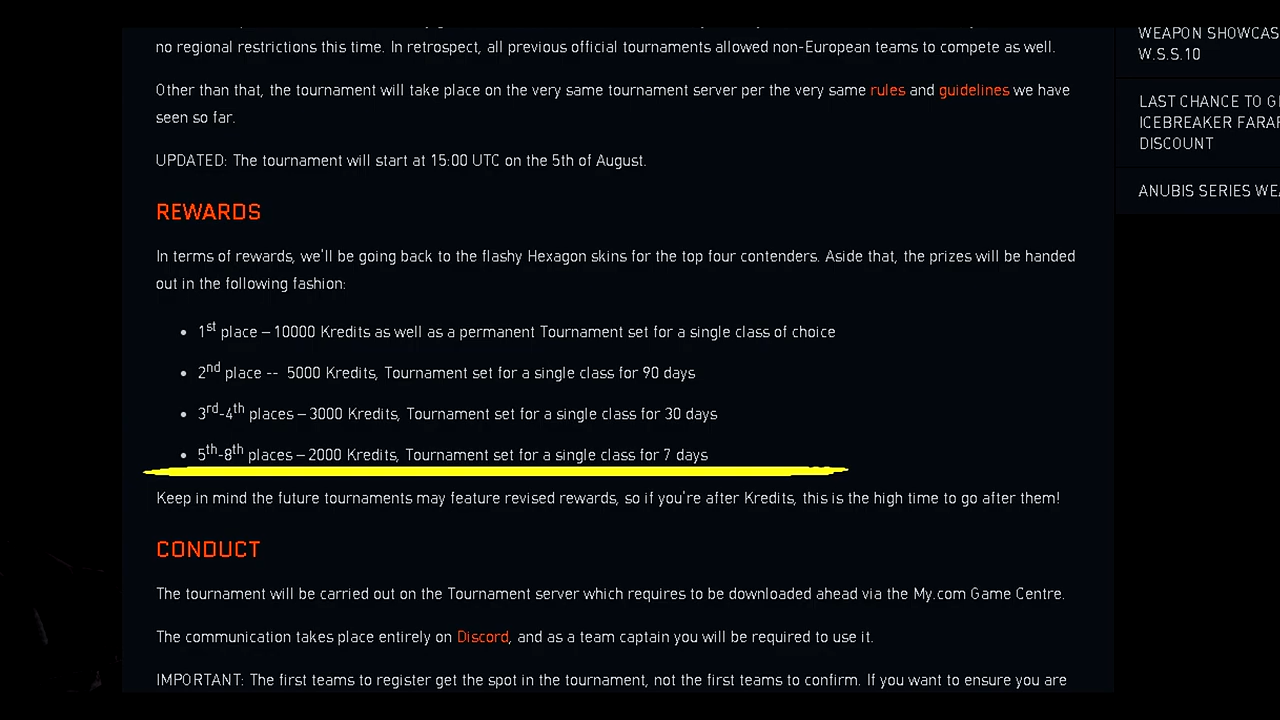 no regional restrictions this time. In retrospect, all previous official tournaments allowed non-European teams to compete as well.
Other than that, the tournament will take place on the very same tournament server per the very same rules and guidelines we have
seen so far.
UPDATED: The tournament will start at 15:00 UTC on the 5th of August.
REWARDS
In terms of rewards, we'll be going back to the flashy Hexagon skins for the top four contenders. Aside that, the prizes will be handed
out in the following fashion:
• 1st place – 10000 Kredits as well as a permanent Tournament set for a single class of choice
• 2nd place -- 5000 Kredits, Tournament set for a single class for 90 days
• 3rd-4th places – 3000 Kredits, Tournament set for a single class for 30 days
• 5th-8th places – 2000 Kredits, Tournament set for a single class for 7 days
Keep in mind the future tournaments may feature revised rewards, so if you're after Kredits, this is the high time to go after them!
CONDUCT
The tournament will be carried out on the Tournament server which requires to be downloaded ahead via the My.com Game Centre.
The communication takes place entirely on Discord, and as a team captain you will be required to use it.
IMPORTANT: The first teams to register get the spot in the tournament, not the first teams to confirm. If you want to ensure you are
WEAPON SHOWCAS
W.S.S.10
LAST CHANCE TO G
ICEBREAKER FARA
DISCOUNT
ANUBIS SERIES WEA